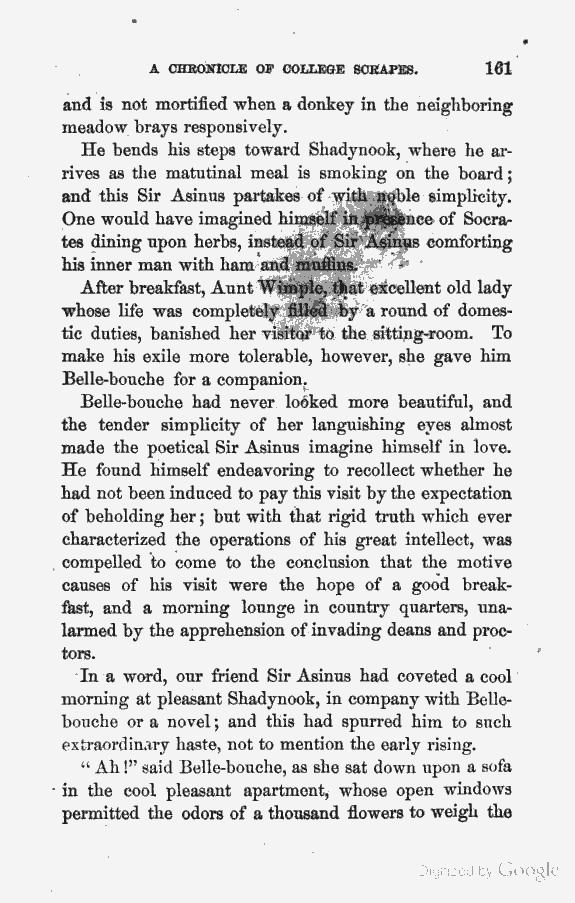 A CHRONICLE OF COLLEGE SCRAPES. 161
and is not mortified when a donkey in the neighboring
meadow brays responsively.
He bends his steps toward Shadynook, where he ar-
rives as the matutinal meal is smoking on the board;
and this Sir Asinus partakes of with noble simplicity.
One would have imagined himself in presence of Socra-
tes dining upon herbs, instead of Sir Asinus comforting
his inner man with ham and muffins.
After breakfast, Aunt Wimple, that excellent old lady
whose life was completely filled by a round of domes-
tic duties, banished her visitor to the sitting-room. To
make his exile more tolerable, however, she gave him
Belle-bouche for a companion.
Belle-bouche had never looked more beautiful, and
the tender simplicity of her languishing eyes almost
made the poetical Sir Asinus imagine himself in love.
He found himself endeavoring to recollect whether he
had not been induced to pay this visit by the expectation
of beholding her; but with that rigid truth which ever
characterized the operations of his great intellect, was
compelled to come to the conclusion that the motive
causes of his visit were the hope of a good break-
fast, and a morning lounge in country quarters, una-
larmed by the apprehension of invading deans and proc-
tors.
In a word, our friend Sir Asinus had coveted a cool
morning at pleasant Shadynook, in company with Belle-
bouche or a novel; and this had spurred him to such
extraordinary haste, not to mention the early rising.
“Ah!” said Belle-bouche, as she sat down upon a sofa
in the cool pleasant apartment, whose open windows
permitted the odors of a thousand flowers to weigh the
Digitized by Google